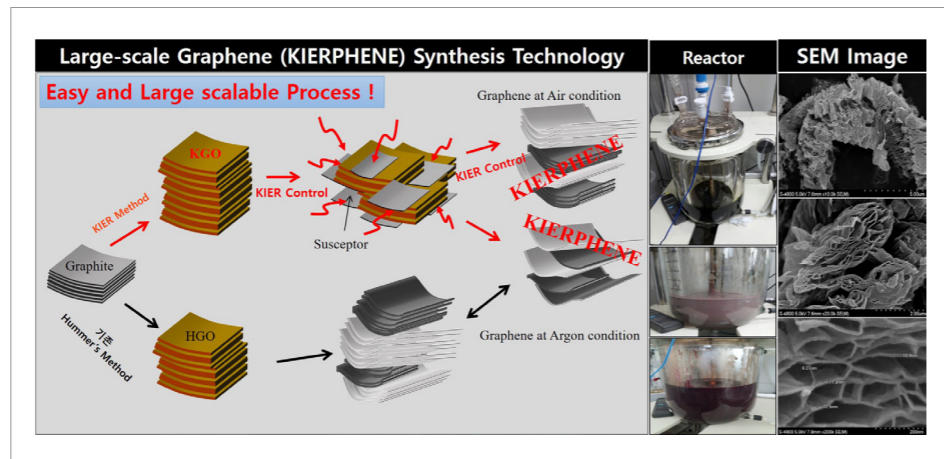 Large-scale Graphene (KIERPHENE) Synthesis Technology
Reactor
SEM Image
Easy and Large scalable Process !
Graphene at Air condition
KGO
KIER Control
KIER Control
KIERPHENE
KIER Method
Susceptor
KIERPHENE
Graphite
기존
Hummer's Method
HGO
Graphene at Argon condition